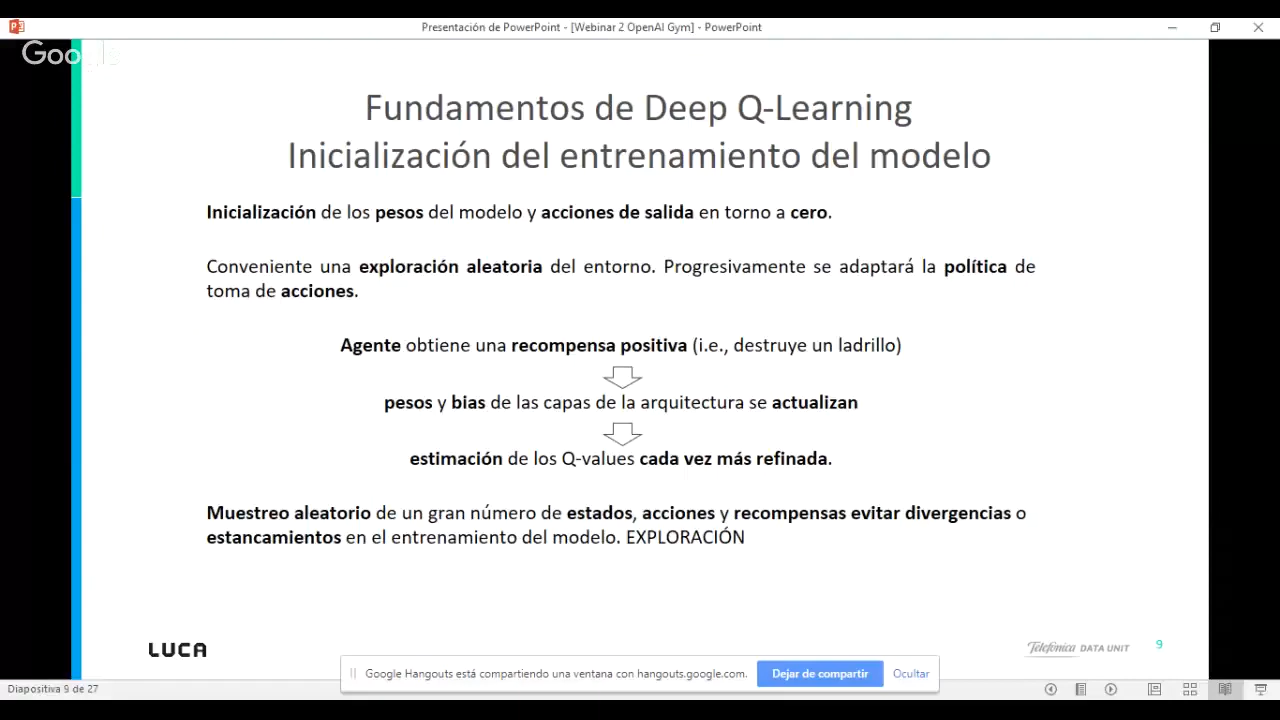 Presentación de PowerPoint - [Webinar 2 OpenAI Gym] - PowerPoint
Google
Fundamentos de Deep Q-Learning
Inicialización del entrenamiento del modelo
Inicialización de los pesos del modelo y acciones de salida en torno a cero.
Conveniente una exploración aleatoria del entorno. Progresivamente se adaptará la política de
toma de acciones.
Agente obtiene una recompensa positiva (i.e., destruye un ladrillo)
pesos y bias de las capas de la arquitectura se actualizan
estimación de los Q-values cada vez más refinada.
Muestreo aleatorio de un gran número de estados, acciones y recompensas evitar divergencias o
estancamientos en el entrenamiento del modelo. EXPLORACIÓN
LUCA
Telefónica DATA UNIT
9
Google Hangouts está compartiendo una ventana con hangouts.google.com.
Dejar de compartir
Ocultar
Diapositiva 9 de 27